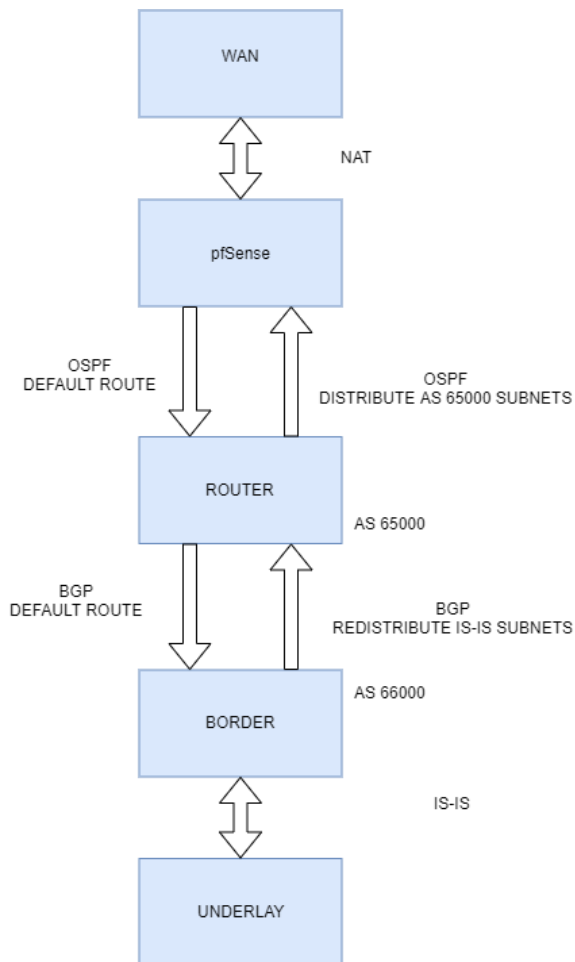 WAN
NAT
pfSense
OSPF
DEFAULT ROUTE
OSPF
DISTRIBUTE AS 65000 SUBNETS
ROUTER
AS 65000
BGP
DEFAULT ROUTE
BGP
REDISTRIBUTE IS-IS SUBNETS
AS 66000
BORDER
IS-IS
UNDERLAY